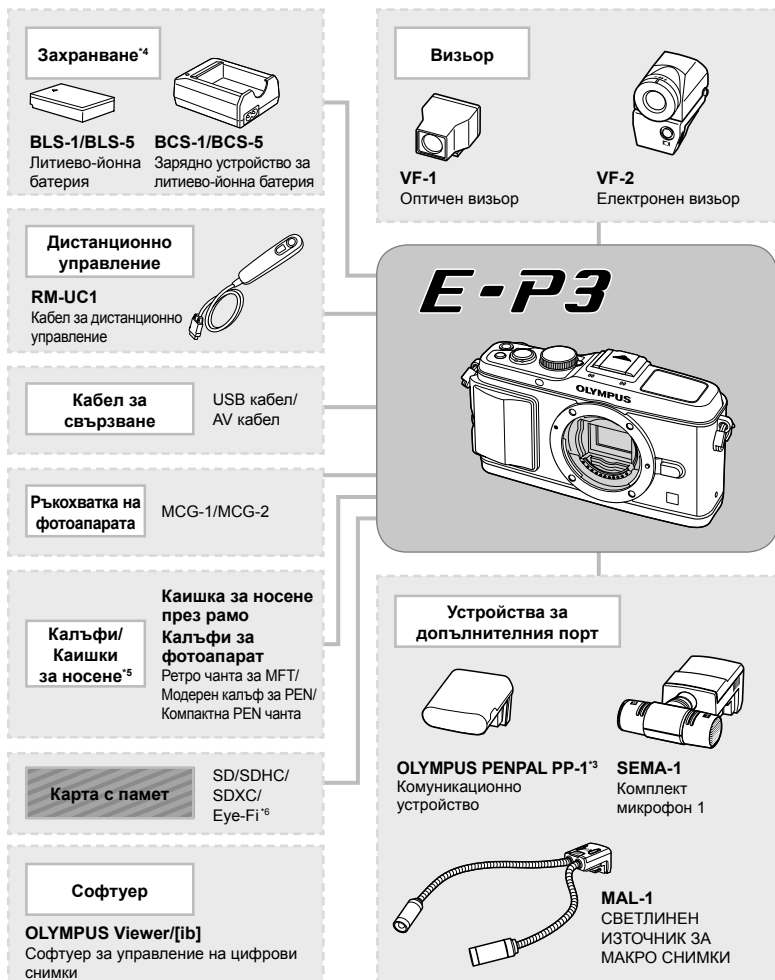 Захранване*4
BLS-1/BLS-5
Литиево-йонна
батерия
BCS-1/BCS-5
Зарядно устройство за
литиево-йонна батерия
Дистанционно
управление
RM-UC1
Кабел за дистанционно
управление
Кабел за
свързване
USB кабел/
AV кабел
Ръкохватка на
фотоапарата
MCG-1/MCG-2
Калъфи/
Каишки
за носене*5
Каишка за носене
през рамо
Калъфи за
фотоапарат
Ретро чанта за MFT/
Модерен калъф за PEN/
Компактна PEN чанта
Карта с памет
SD/SDHC/
SDXC/
Eye-Fi*6
Софтуер
OLYMPUS Viewer/[ib]
Софтуер за управление на цифрови
снимки
Визьор
VF-1
Оптичен визьор
VF-2
Електронен визьор
E-P3
OLYMPUS
Устройства за
допълнителния порт
OLYMPUS PENPAL PP-1*3
Комуникационно
устройство
SEMA-1
Комплект
микрофон 1
MAL-1
СВЕТЛИНЕН
ИЗТОЧНИК ЗА
МАКРО СНИМКИ